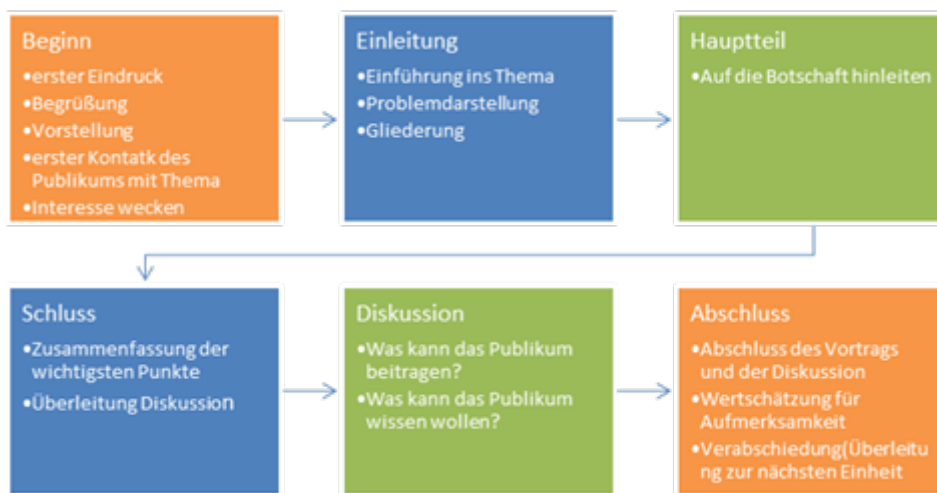 Beginn
•erster Eindruck
•Begrüßung
•Vorstellung
•erster Kontatk des
Publikums mit Thema
•Interesse wecken
Einleitung
•Einführung ins Thema
•Problemdarstellung
•Gliederung
Hauptteil
•Auf die Botschaft hinleiten
Schluss
•Zusammenfassung der
wichtigsten Punkte
•Überleitung Diskussion
Diskussion
•Was kann das Publikum
beitragen?
•Was kann das Publikum
wissen wollen?
Abschluss
•Abschluss des Vortrags
und der Diskussion
•Wertschätzung für
Aufmerksamkeit
•Verabschiedung(Überleitu
ng zur nächsten Einheit